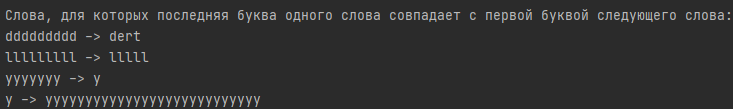 Слова, для которых последняя буква одного слова совпадает с первой буквой следующего слова:
ddddddddd -> dert
lllllllll -> lllll
yyyyyyy -> y
y -> yyyyyyyyyyyyyyyyyyyyyyyyyyy